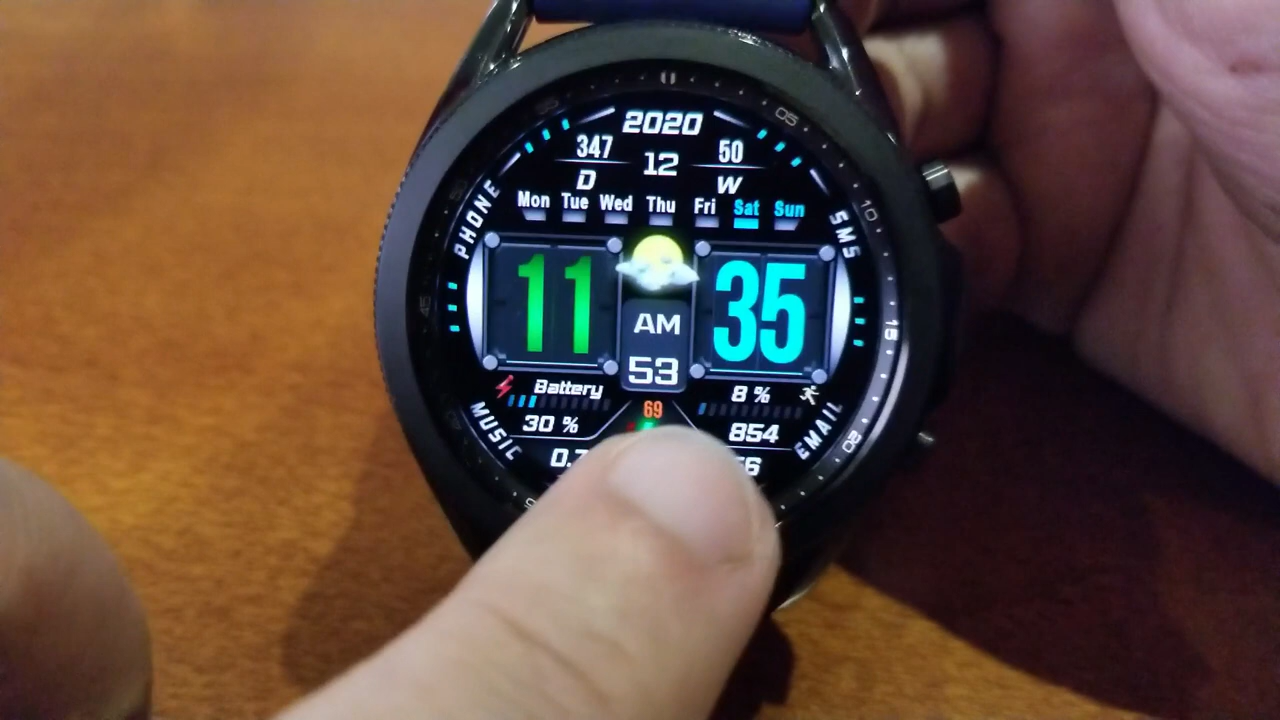 2020
347 12 50
D W
Mon Tue Wed Thu Fri Sat Sun
PHONE
SMS
11 35
AM
53
Battery 8 %
69
30 % 854
MUSIC
EMAIL
05
10
15
20